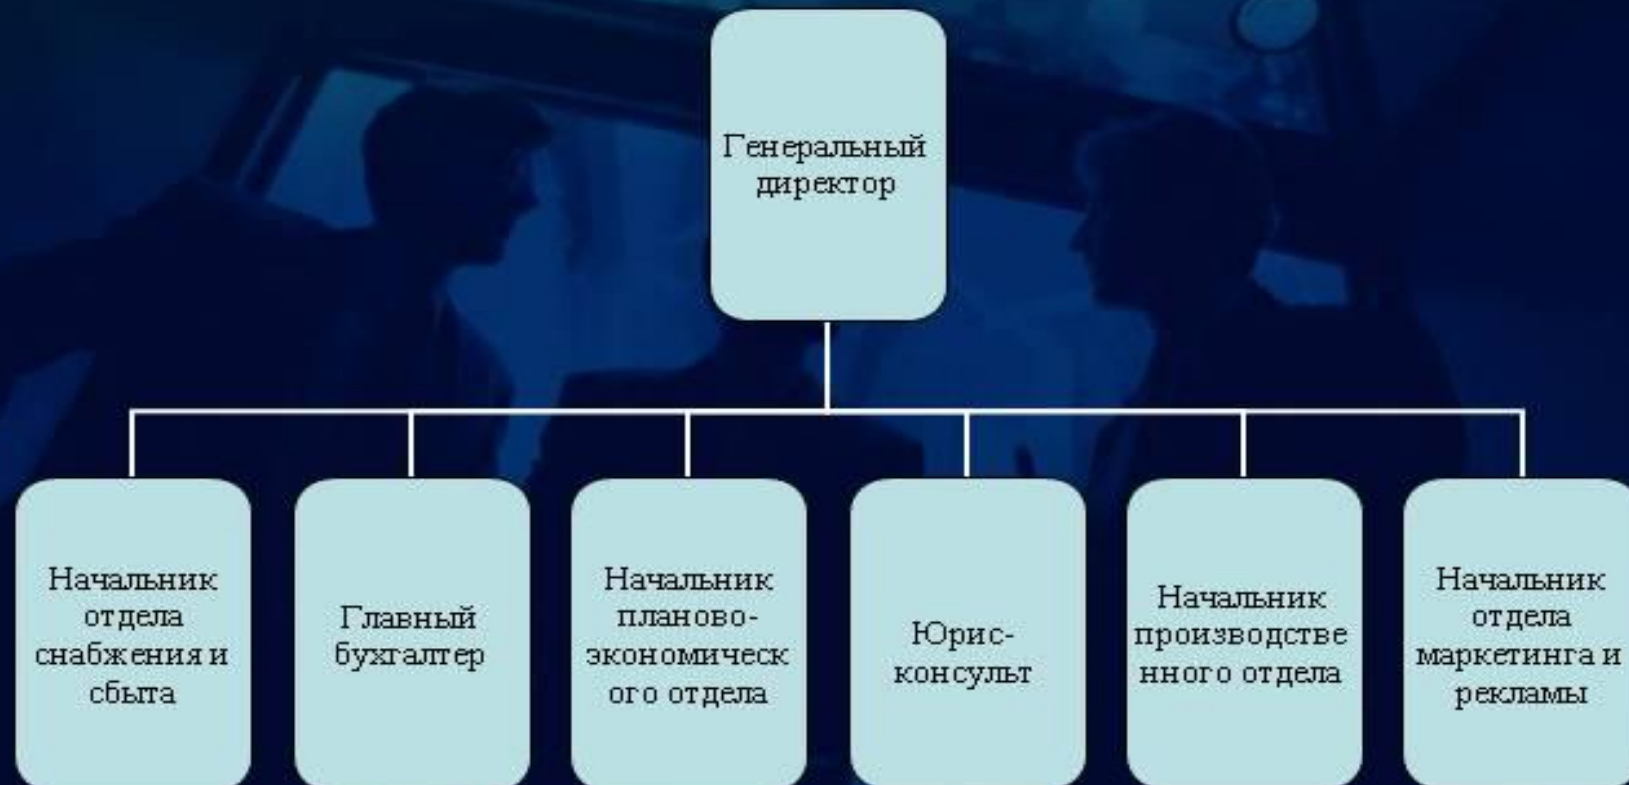 Генеральный
директор
Начальник
отдела
снабжения и
сбыта
Главный
бухгалтер
Начальник
планово-
экономическ
ого отдела
Юрис-
консульт
Начальник
производстве
нного отдела
Начальник
отдела
маркетинга и
рекламы